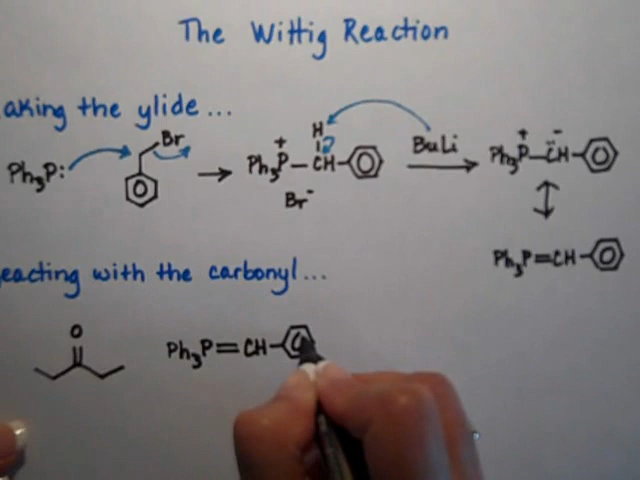 The Wittig Reaction
aking the ylide...
Ph3P: Br Ph3P+ — CH H Br- BuLi Ph3P+ — CH-
Ph3P=CH
eacting with the carbonyl...
O Ph3P=CH